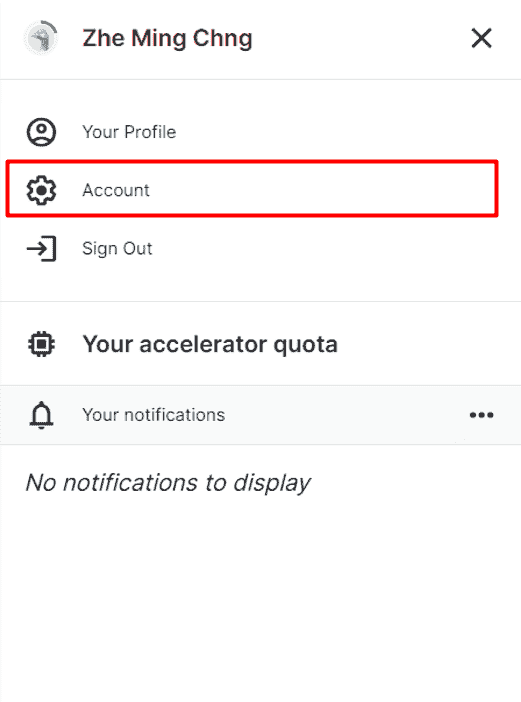 Zhe Ming Chng
Your Profile
Account
Sign Out
Your accelerator quota
Your notifications
No notifications to display